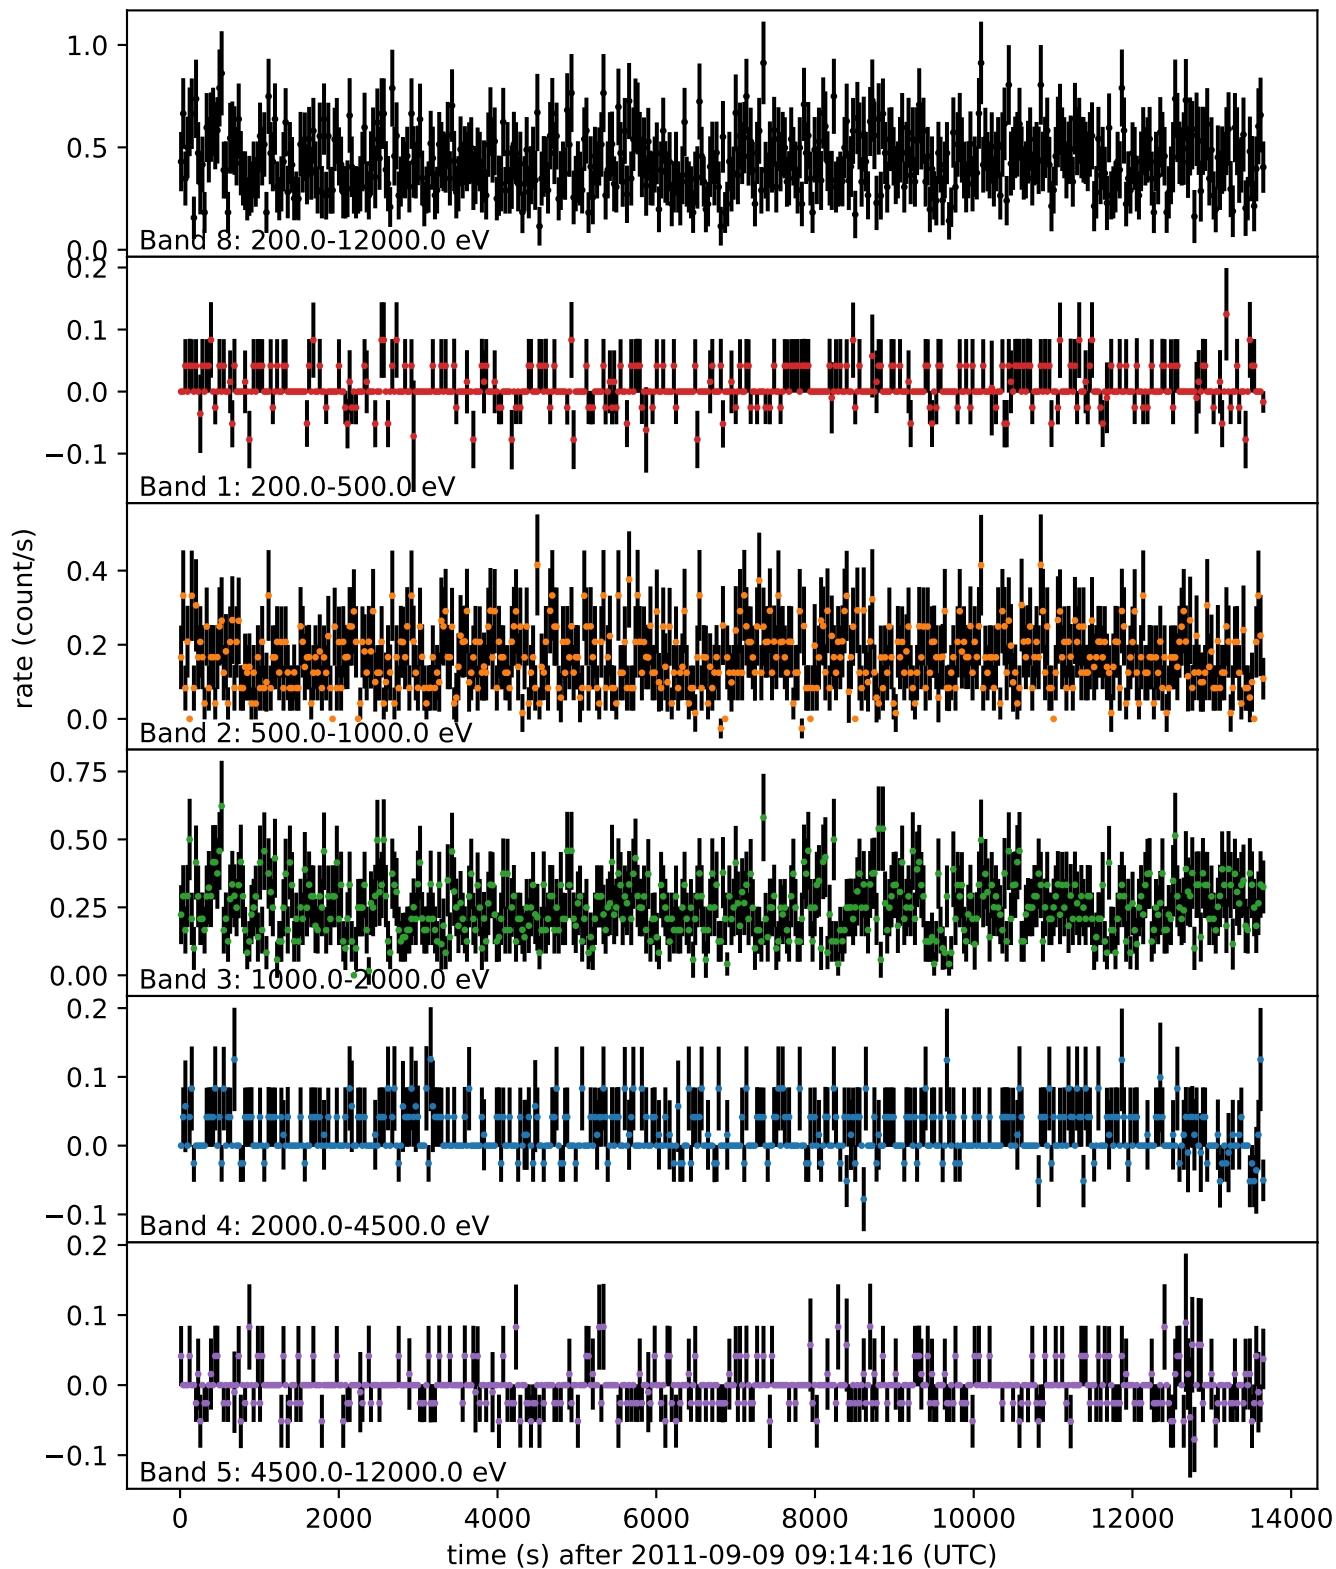 1.0
0.5
0.0
Band 8: 200.0-12000.0 eV
0.2
0.1
0.0
−0.1
Band 1: 200.0-500.0 eV
rate (count/s)
0.4
0.2
0.0
Band 2: 500.0-1000.0 eV
0.75
0.50
0.25
0.00
Band 3: 1000.0-2000.0 eV
0.2
0.1
0.0
−0.1
Band 4: 2000.0-4500.0 eV
0.2
0.1
0.0
−0.1
Band 5: 4500.0-12000.0 eV
0 2000 4000 6000 8000 10000 12000 14000
time (s) after 2011-09-09 09:14:16 (UTC)